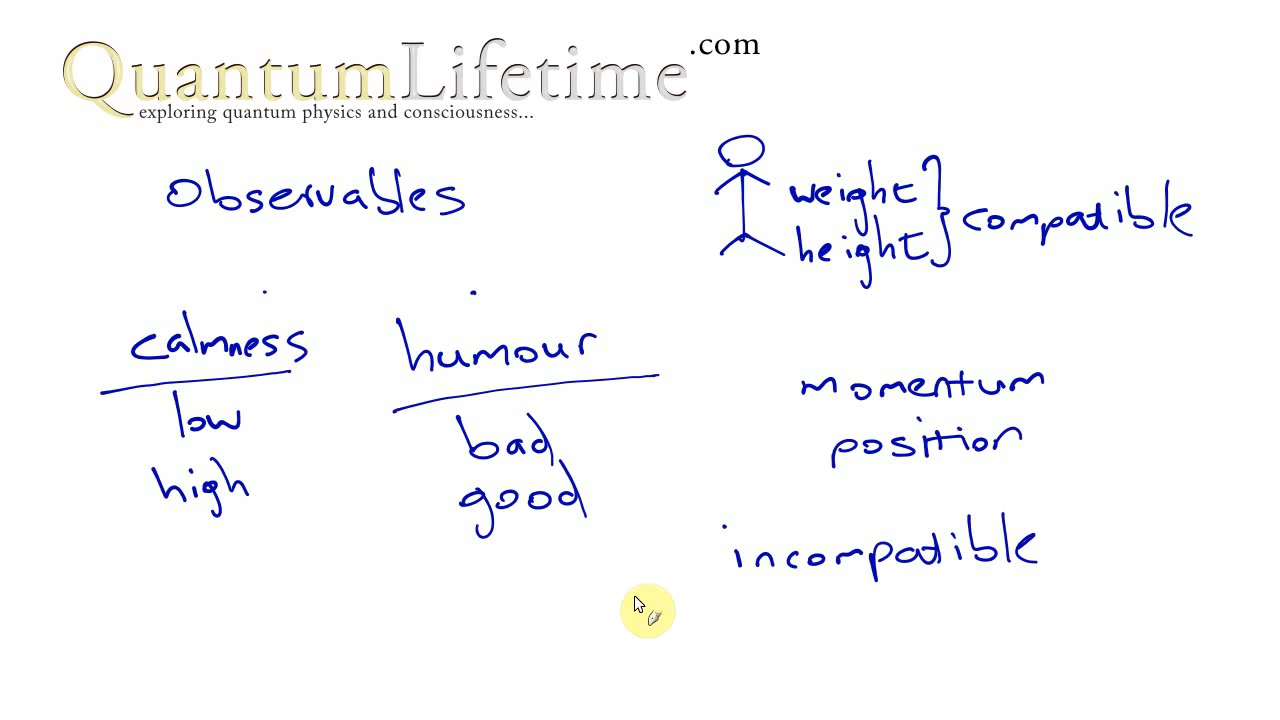 QuantumLifetime.com
exploring quantum physics and consciousness...
Observables
weight
height
compatible
calmness
low
high
humour
bad
good
momentum
position
incompatible